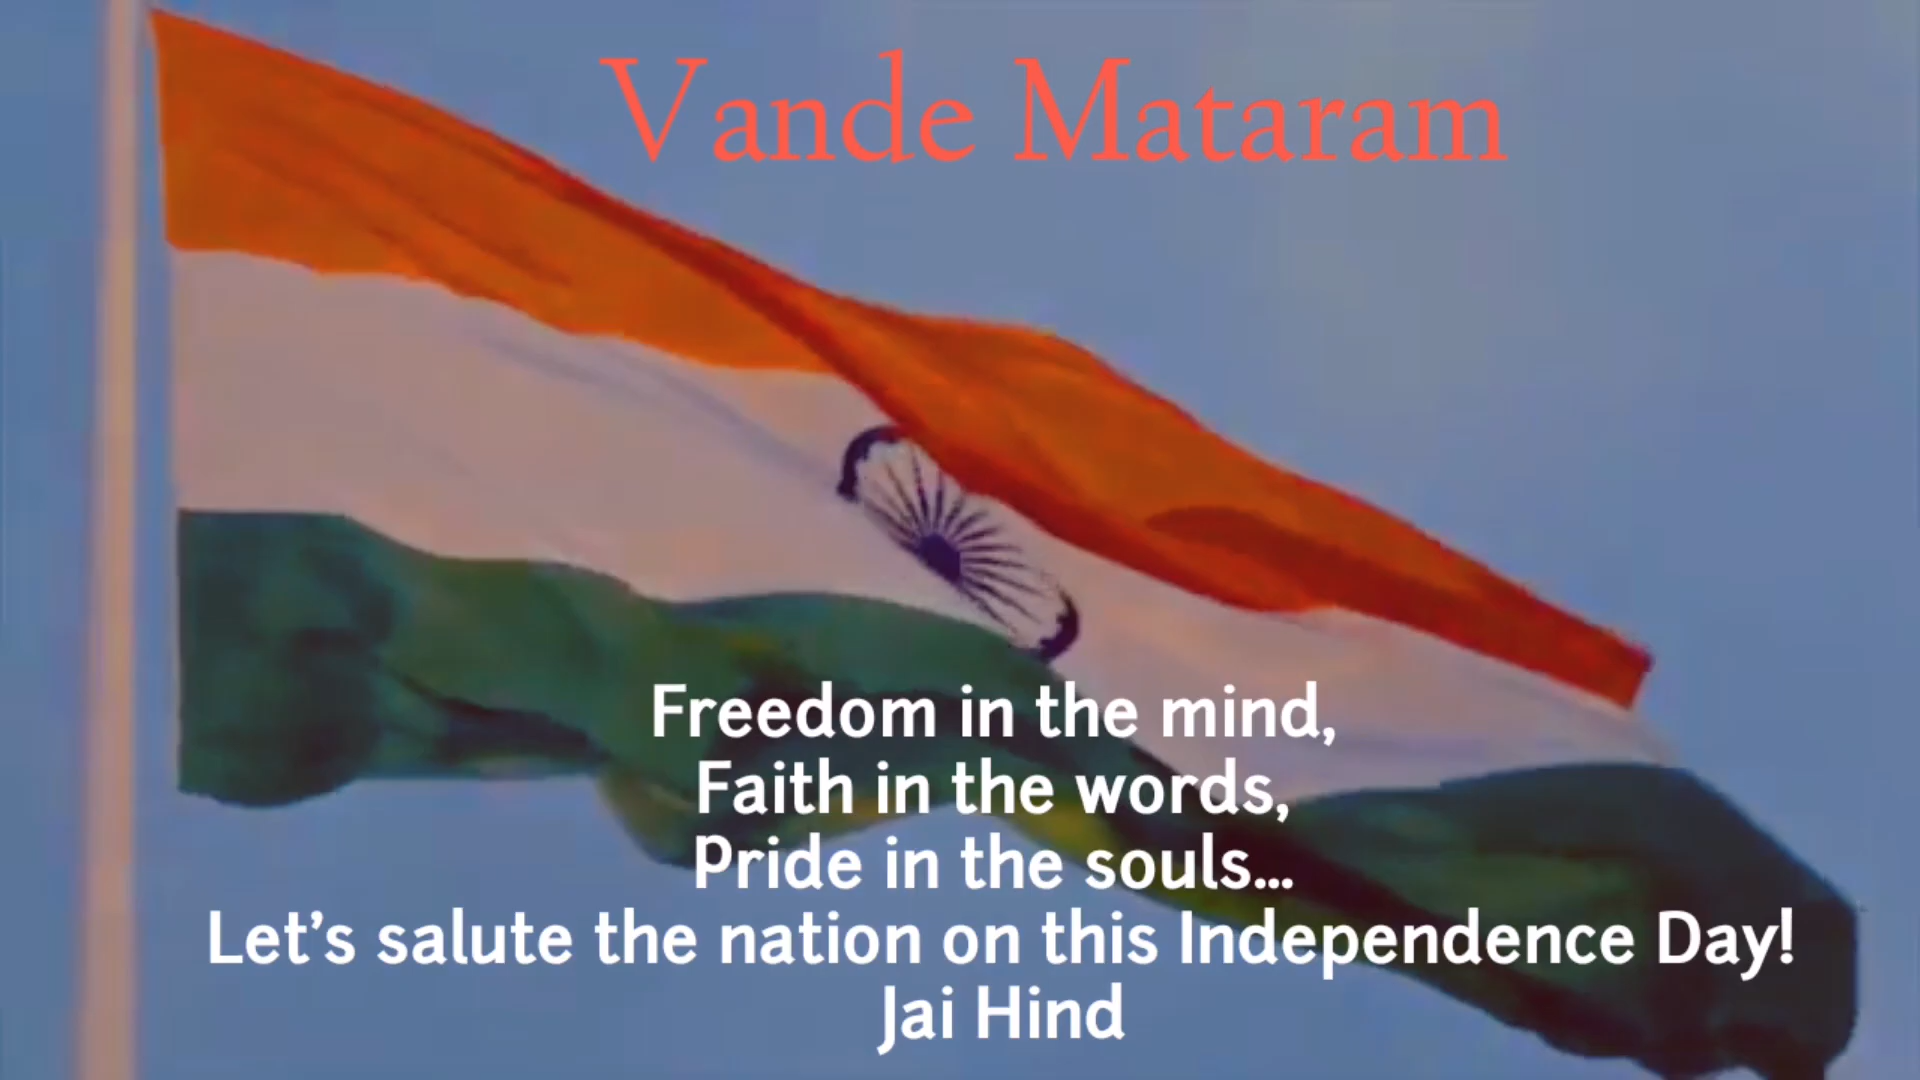 Vande Mataram
Freedom in the mind,
Faith in the words,
Pride in the souls...
Let's salute the nation on this Independence Day!
Jai Hind